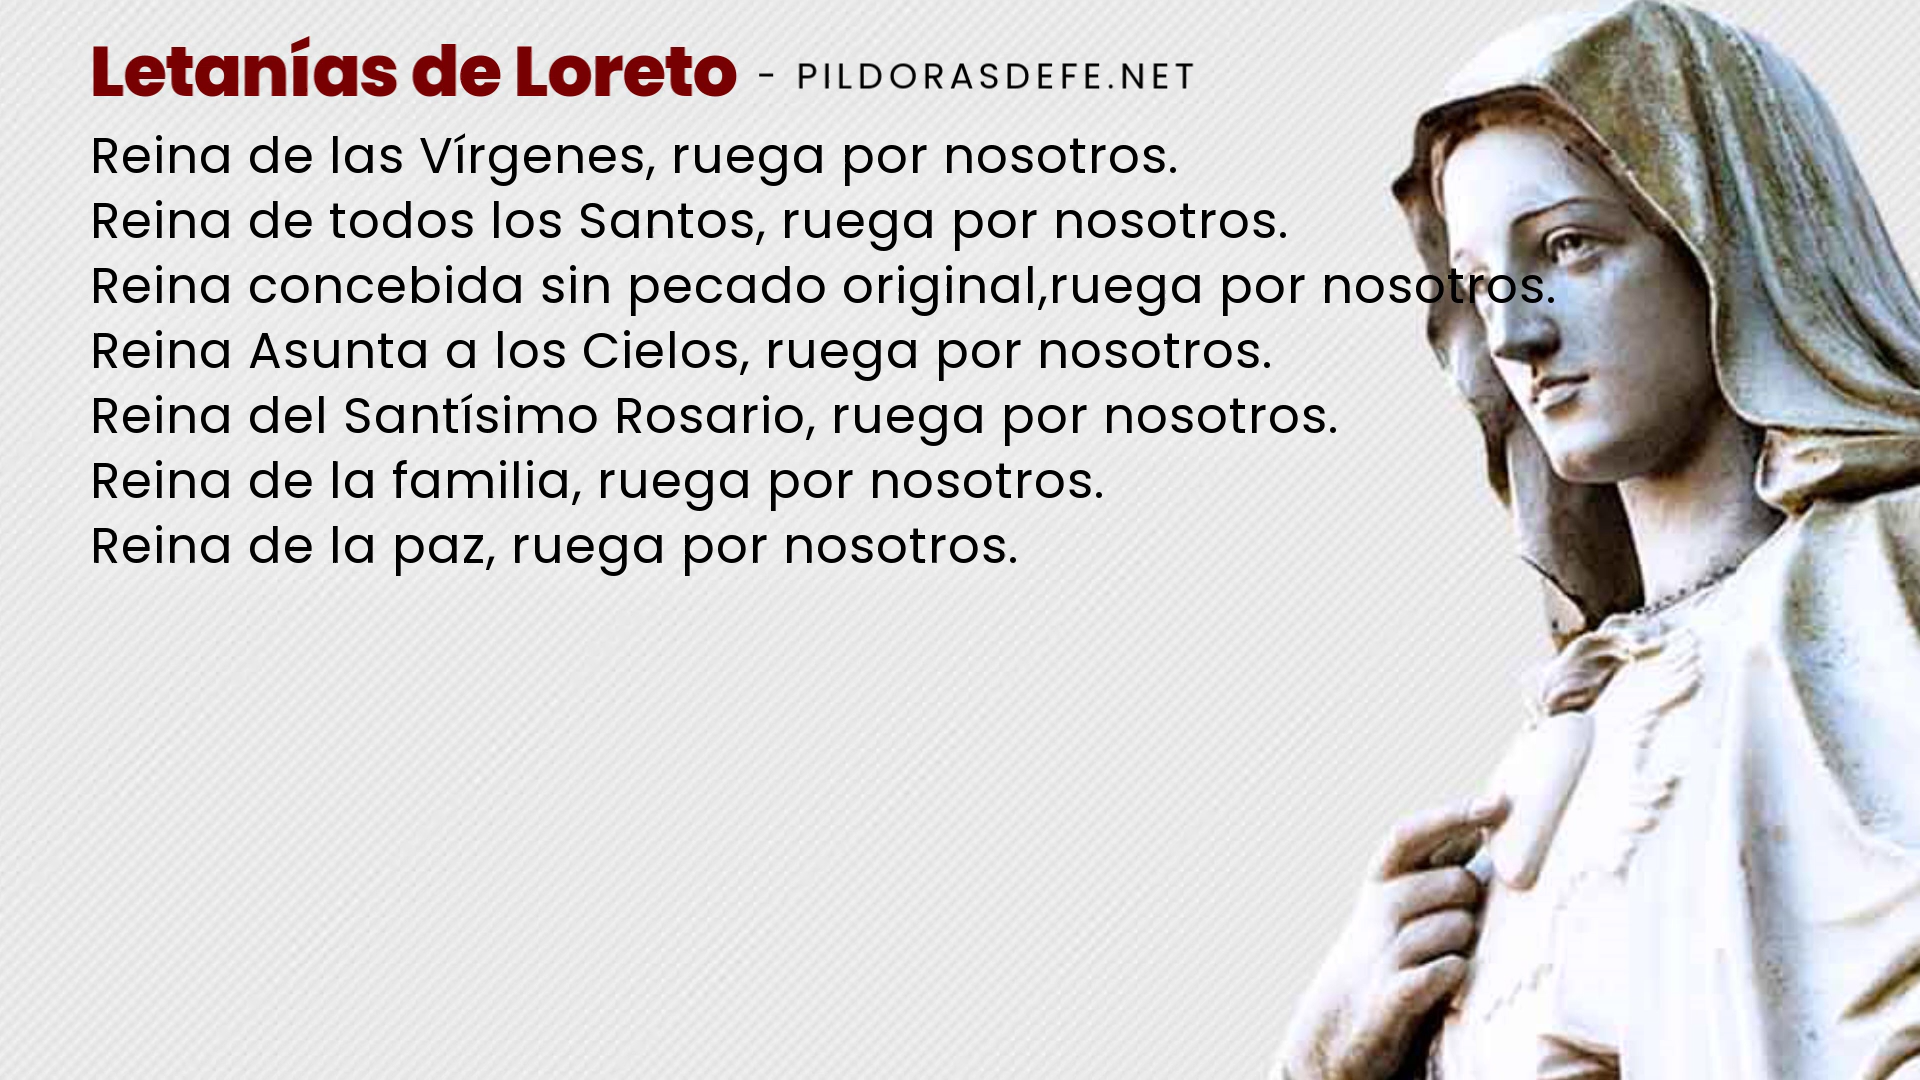 Letanías de Loreto - PILDORASDEFE.NET
Reina de las Vírgenes, ruega por nosotros.
Reina de todos los Santos, ruega por nosotros.
Reina concebida sin pecado original,ruega por nosotros.
Reina Asunta a los Cielos, ruega por nosotros.
Reina del Santísimo Rosario, ruega por nosotros.
Reina de la familia, ruega por nosotros.
Reina de la paz, ruega por nosotros.